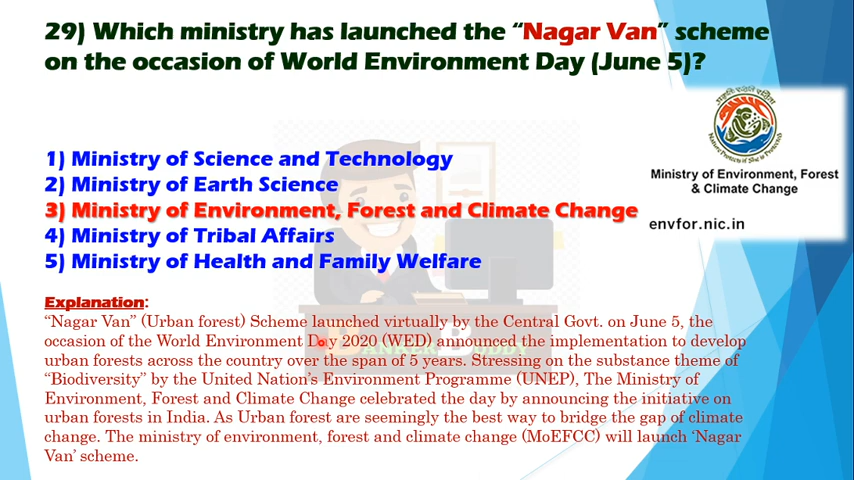 29) Which ministry has launched the “Nagar Van” scheme
on the occasion of World Environment Day (June 5)?
Ministry of Environment, Forest
& Climate Change
envfor.nic.in
1) Ministry of Science and Technology
2) Ministry of Earth Science
3) Ministry of Environment, Forest and Climate Change
4) Ministry of Tribal Affairs
5) Ministry of Health and Family Welfare
Explanation:
“Nagar Van” (Urban forest) Scheme launched virtually by the Central Govt. on June 5, the
occasion of the World Environment Day 2020 (WED) announced the implementation to develop
urban forests across the country over the span of 5 years. Stressing on the substance theme of
“Biodiversity” by the United Nation’s Environment Programme (UNEP), The Ministry of
Environment, Forest and Climate Change celebrated the day by announcing the initiative on
urban forests in India. As Urban forest are seemingly the best way to bridge the gap of climate
change. The ministry of environment, forest and climate change (MoEFCC) will launch ‘Nagar
Van’ scheme.
BANKER BUDDY